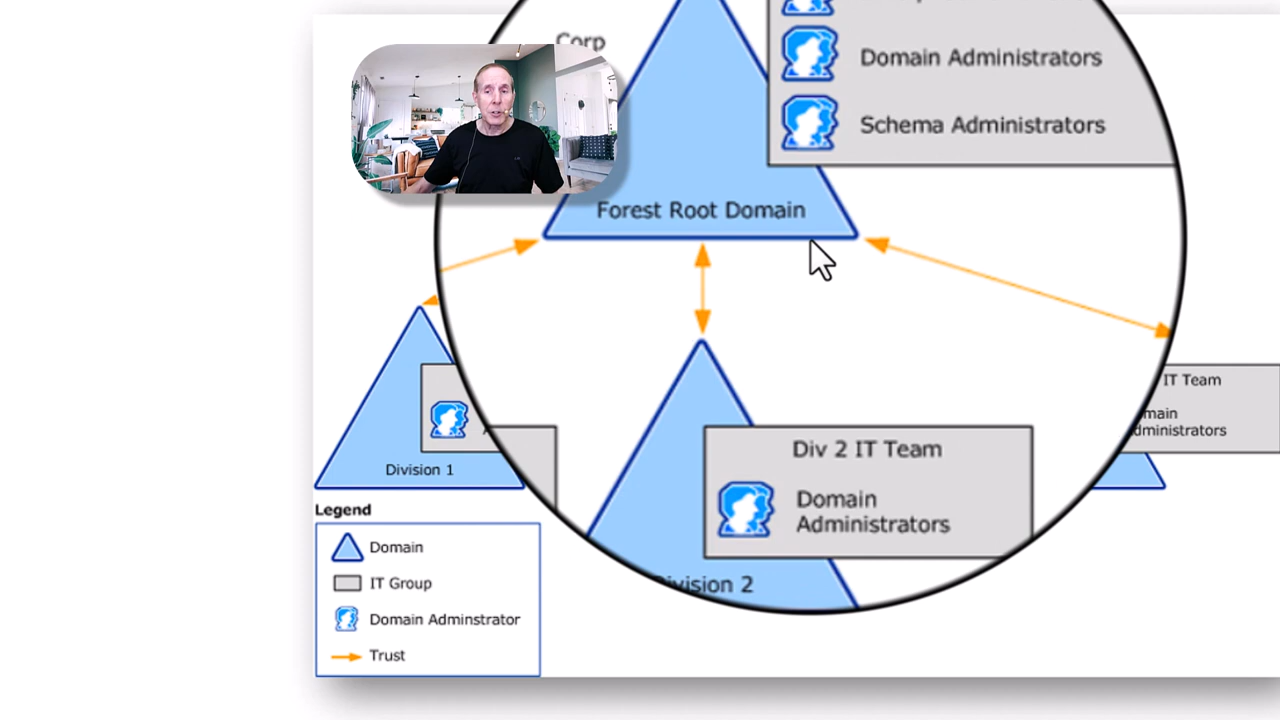 Corp
Domain Administrators
Schema Administrators
Forest Root Domain
IT Team
Div 2 IT Team
Domain
Administrators
Division 1
Division 2
Legend
Domain
IT Group
Domain Adminstrator
Trust